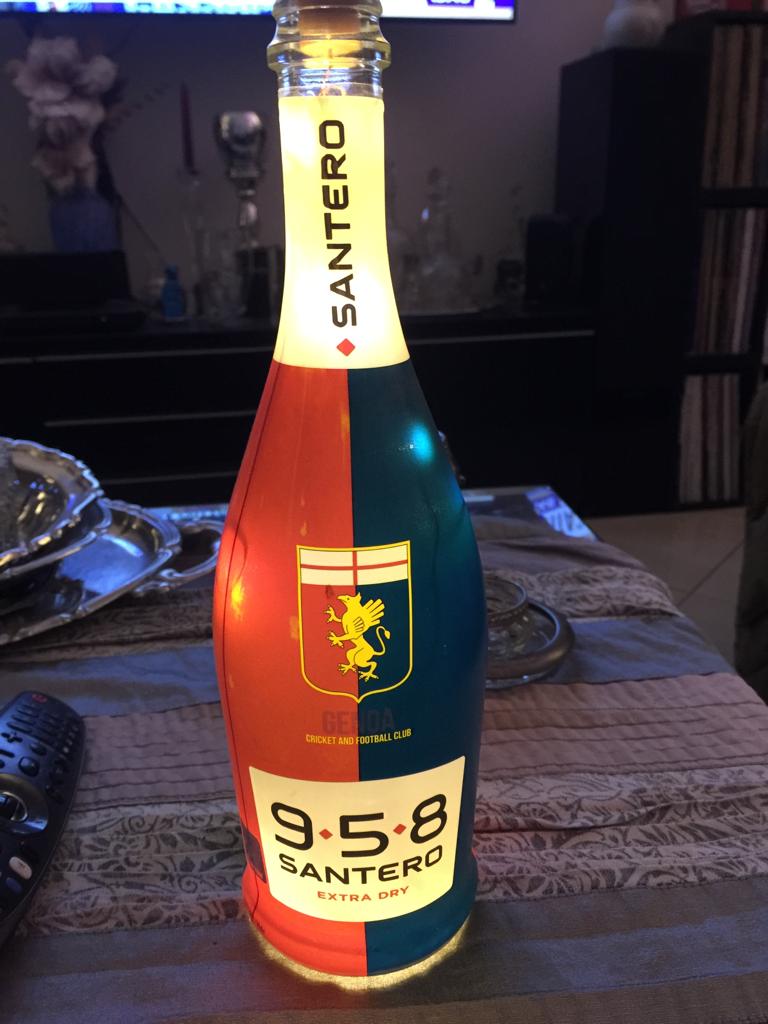 SANTERO
GENOA
CRICKET AND FOOTBALL CLUB
9·5·8
SANTERO
EXTRA DRY